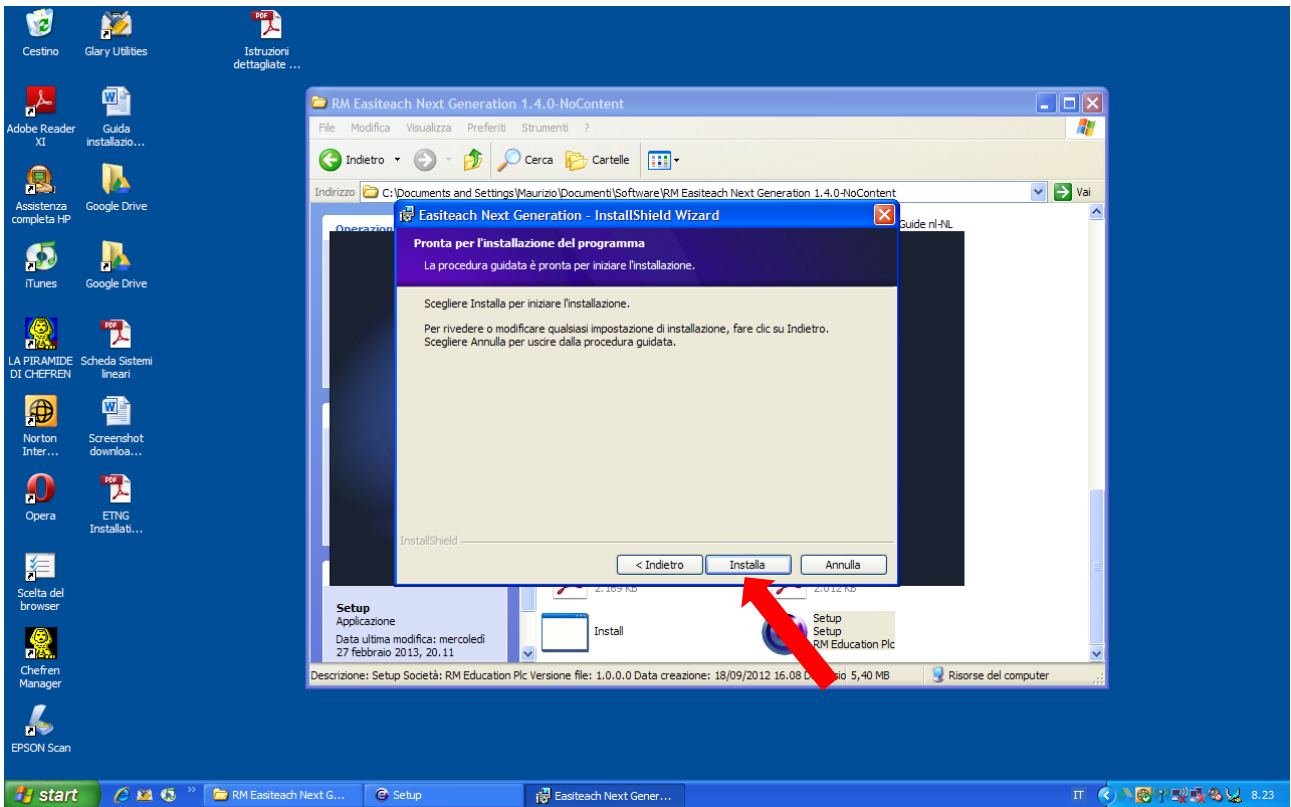 Cestino
Glary Utilities
Istruzioni
dettagliate ...
Adobe Reader
XI
Guida
installazio...
Assistenza
completa HP
Google Drive
iTunes
Google Drive
LA PIRAMIDE
DI CHEFREN
Scheda Sistemi
lineari
Norton
Inter...
Screenshot
downloa...
Opera
ETNG
Installati...
Scelta del
browser
Chefren
Manager
EPSON Scan
RM Easiteach Next Generation 1.4.0-NoContent
File Modifica Visualizza Preferiti Strumenti ?
Indietro Cerca Cartelle
Indirizzo C:\Documents and Settings\Maurizio\Documenti\Software\RM Easiteach Next Generation 1.4.0-NoContent Vai
Operazion
Guide nl-NL
Easiteach Next Generation - InstallShield Wizard
Pronta per l'installazione del programma
La procedura guidata è pronta per iniziare l'installazione.
Scegliere Installa per iniziare l'installazione.
Per rivedere o modificare qualsiasi impostazione di installazione, fare clic su Indietro.
Scegliere Annulla per uscire dalla procedura guidata.
InstallShield
< Indietro Installa Annulla
2.169 KB 2.012 KB
Setup
Applicazione
Data ultima modifica: mercoledì
27 febbraio 2013, 20.11
Install
Setup
Setup
RM Education Plc
Descrizione: Setup Società: RM Education Plc Versione file: 1.0.0.0 Data creazione: 18/09/2012 16.08 5,40 MB Risorse del computer
start RM Easiteach Next G... Setup Easiteach Next Gener... IT 8.23